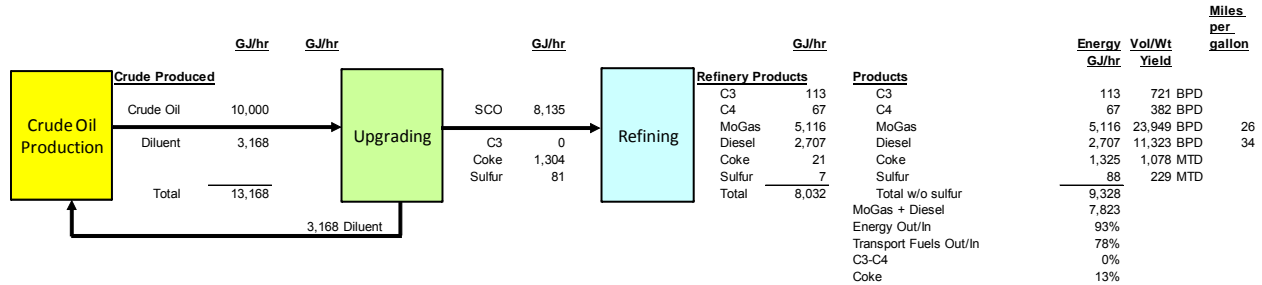 Miles
per
gallon
GJ/hr GJ/hr GJ/hr GJ/hr Energy Vol/Wt
GJ/hr Yield
Crude Produced Refinery Products Products
C3 113 C3 113 721 BPD
Crude Oil 10,000 SCO 8,135 C4 67 C4 67 382 BPD
Crude Oil
Production
Upgrading
Refining
MoGas 5,116 MoGas 5,116 23,949 BPD 26
Diluent 3,168 C3 0 Diesel 2,707 Diesel 2,707 11,323 BPD 34
Coke 1,304 Coke 21 Coke 1,325 1,078 MTD
Sulfur 81 Sulfur 7 Sulfur 88 229 MTD
Total 13,168 Total 8,032 Total w/o sulfur 9,328
MoGas + Diesel 7,823
3,168 Diluent Energy Out/In 93%
Transport Fuels Out/In 78%
C3-C4 0%
Coke 13%